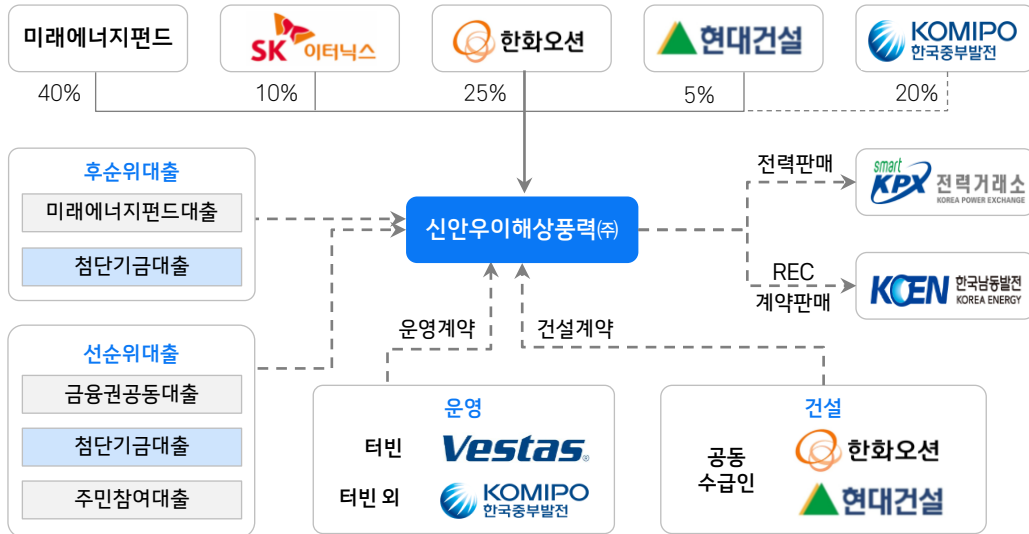 미래에너지펀드
SK 이터닉스
한화오션
현대건설
KOMIPO
한국중부발전
40%
10%
25%
5%
20%
후순위대출
미래에너지펀드대출
첨단기금대출
신안우이해상풍력㈜
전력판매
smart
KPX 전력거래소
KOREA POWER EXCHANGE
REC
계약판매
KOEN 한국남동발전
KOREA ENERGY
선순위대출
금융권공동대출
첨단기금대출
주민참여대출
운영계약
건설계약
운영
터빈
Vestas
터빈 외
KOMIPO
한국중부발전
건설
공동
수급인
한화오션
현대건설